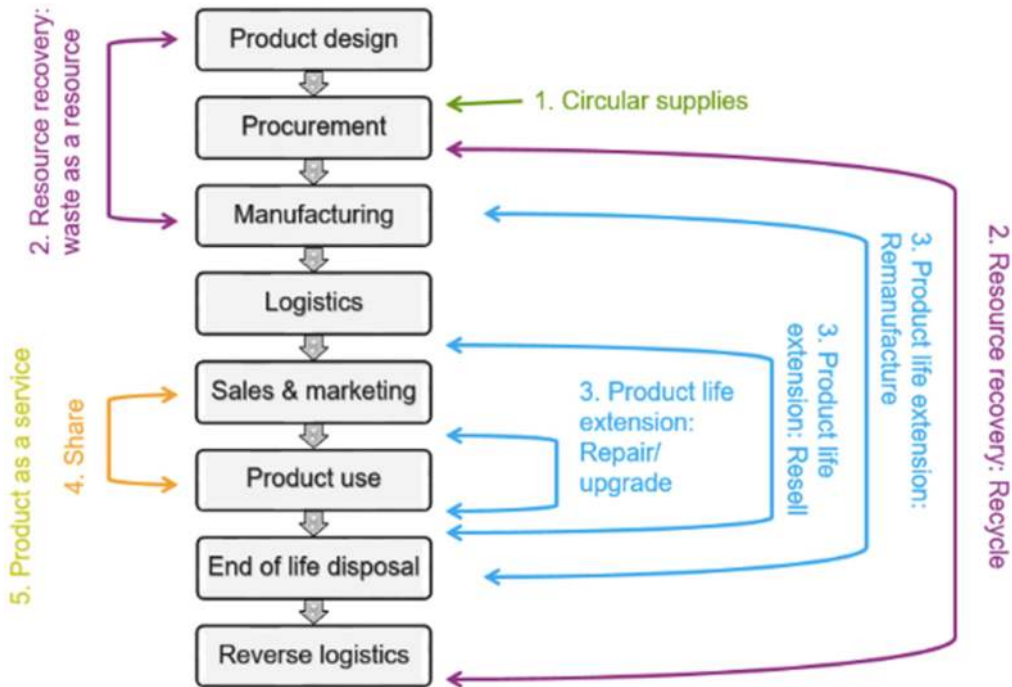 Product design
Procurement
Manufacturing
Logistics
Sales & marketing
Product use
End of life disposal
Reverse logistics
2. Resource recovery:
waste as a resource
1. Circular supplies
5. Product as a service
4. Share
3. Product life
extension:
Repair/
upgrade
3. Product life
extension: Resell
3. Product life extension:
Remanufacture
2. Resource recovery: Recycle